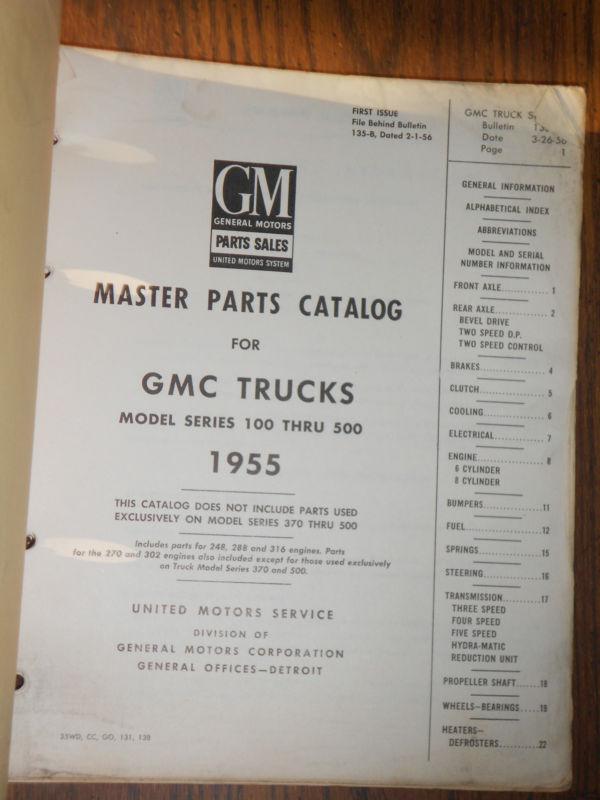 FIRST ISSUE
File Behind Bulletin
135-B, Dated 2-1-56
GM
GENERAL MOTORS
PARTS SALES
UNITED MOTORS SYSTEM
MASTER PARTS CATALOG
FOR
GMC TRUCKS
MODEL SERIES 100 THRU 500
1955
THIS CATALOG DOES NOT INCLUDE PARTS USED
EXCLUSIVELY ON MODEL SERIES 370 THRU 500
Includes parts for 248, 288 and 316 engines. Parts
for the 270 and 302 engines also included except for those used exclusively
on Truck Model Series 370 and 500.
UNITED MOTORS SERVICE
DIVISION OF
GENERAL MOTORS CORPORATION
GENERAL OFFICES—DETROIT
35WD, CC, GO, 131, 138
GMC TRUCK
Bulletin
Date 3-26-56
Page 1
GENERAL INFORMATION
ALPHABETICAL INDEX
ABBREVIATIONS
MODEL AND SERIAL
NUMBER INFORMATION
FRONT AXLE............ 1
REAR AXLE............. 2
BEVEL DRIVE
TWO SPEED D.P.
TWO SPEED CONTROL
BRAKES................ 4
CLUTCH................ 5
COOLING............... 6
ELECTRICAL............ 7
ENGINE................ 8
6 CYLINDER
8 CYLINDER
BUMPERS...............11
FUEL..................12
SPRINGS...............15
STEERING..............16
TRANSMISSION..........17
THREE SPEED
FOUR SPEED
FIVE SPEED
HYDRA-MATIC
REDUCTION UNIT
PROPELLER SHAFT.......18
WHEELS—BEARINGS.....19
HEATERS—
DEFROSTERS...........22